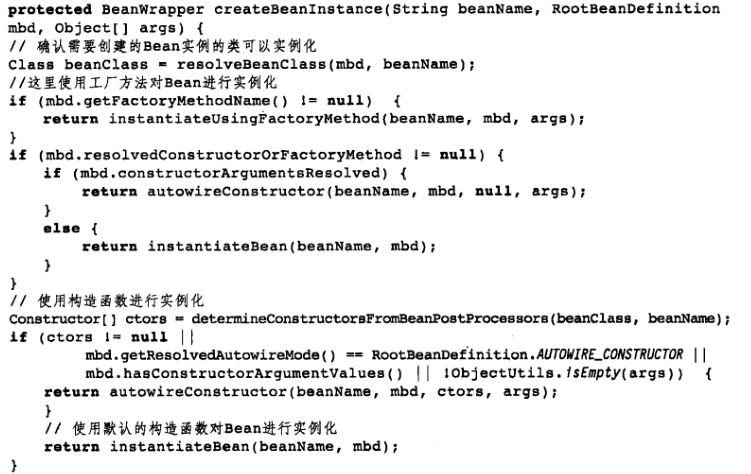 protected BeanWrapper createBeanInstance(String beanName, RootBeanDefinition
mbd, Object[] args) {
// 确认需要创建的Bean实例的类可以实例化
Class beanClass = resolveBeanClass(mbd, beanName);
//这里使用工厂方法对Bean进行实例化
if (mbd.getFactoryMethodName() != null) {
return instantiateUsingFactoryMethod(beanName, mbd, args);
}
if (mbd.resolvedConstructorOrFactoryMethod != null) {
if (mbd.constructorArgumentsResolved) {
return autowireConstructor(beanName, mbd, null, args);
}
else {
return instantiateBean(beanName, mbd);
}
}
// 使用构造函数进行实例化
Constructor[] ctors = determineConstructorsFromBeanPostProcessors(beanClass, beanName);
if (ctors != null ||
mbd.getResolvedAutowireMode() == RootBeanDefinition.AUTOWIRE_CONSTRUCTOR ||
mbd.hasConstructorArgumentValues() || !ObjectUtils.isEmpty(args)) {
return autowireConstructor(beanName, mbd, ctors, args);
}
// 使用默认的构造函数对Bean进行实例化
return instantiateBean(beanName, mbd);
}